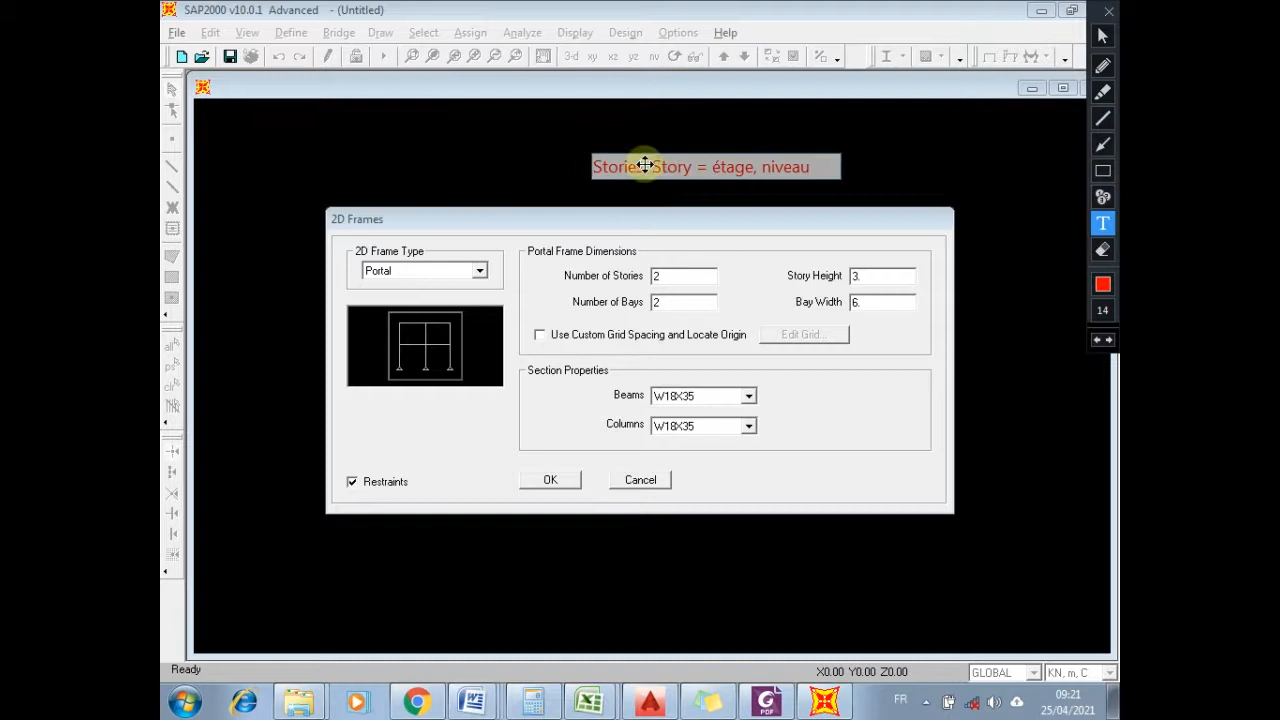 SAP2000 v10.0.1 Advanced - (Untitled)
File Edit View Define Bridge Select Analyze Display Design Options Help
Stories, Story = étage, niveau
2D Frames
2D Frame Type
Portal
Portal Frame Dimensions
Number of Stories 2
Story Height 3.
of Bays 2
Bay Width 6.
Use Custom Grid Spacing and Locate Origin
Edit Grid...
Section Properties
Beams W18X35
Columns W18X35
Restraints
OK
Cancel
all
ps
clr
T
14
Ready
X0.00 Y0.00 Z0.00
GLOBAL
KN, m, C
FR
09:21
25/04/2021
PDF